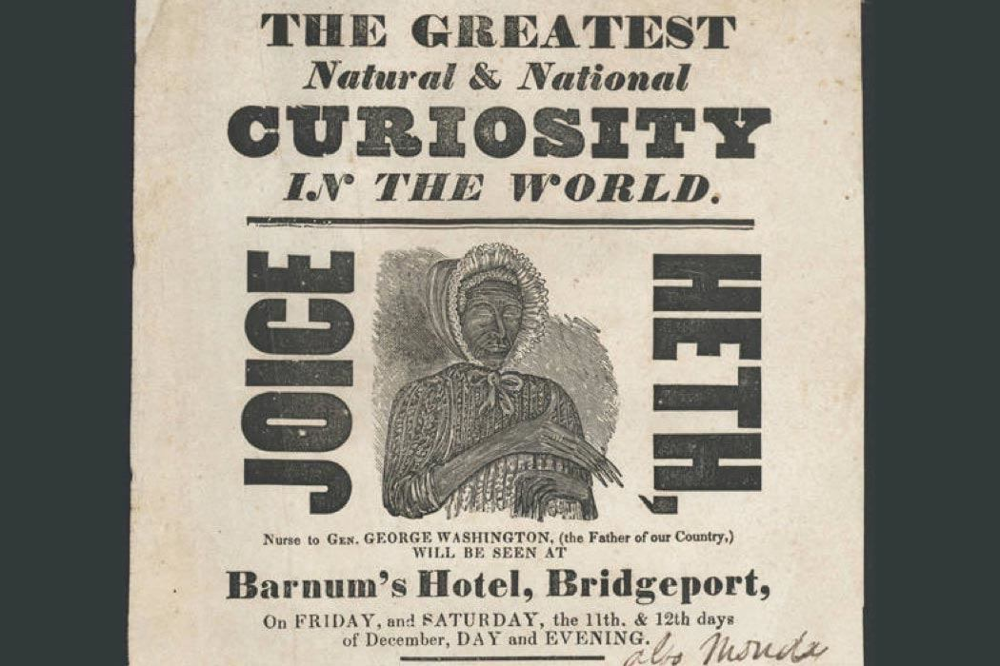 THE GREATEST
Natural & National
CURIOSITY
IN THE WORLD.
JOICE
HETH,
Nurse to GEN. GEORGE WASHINGTON, (the Father of our Country,)
WILL BE SEEN AT
Barnum's Hotel, Bridgeport,
On FRIDAY, and SATURDAY, the 11th. & 12th days
of December, DAY and EVENING.
also Monday